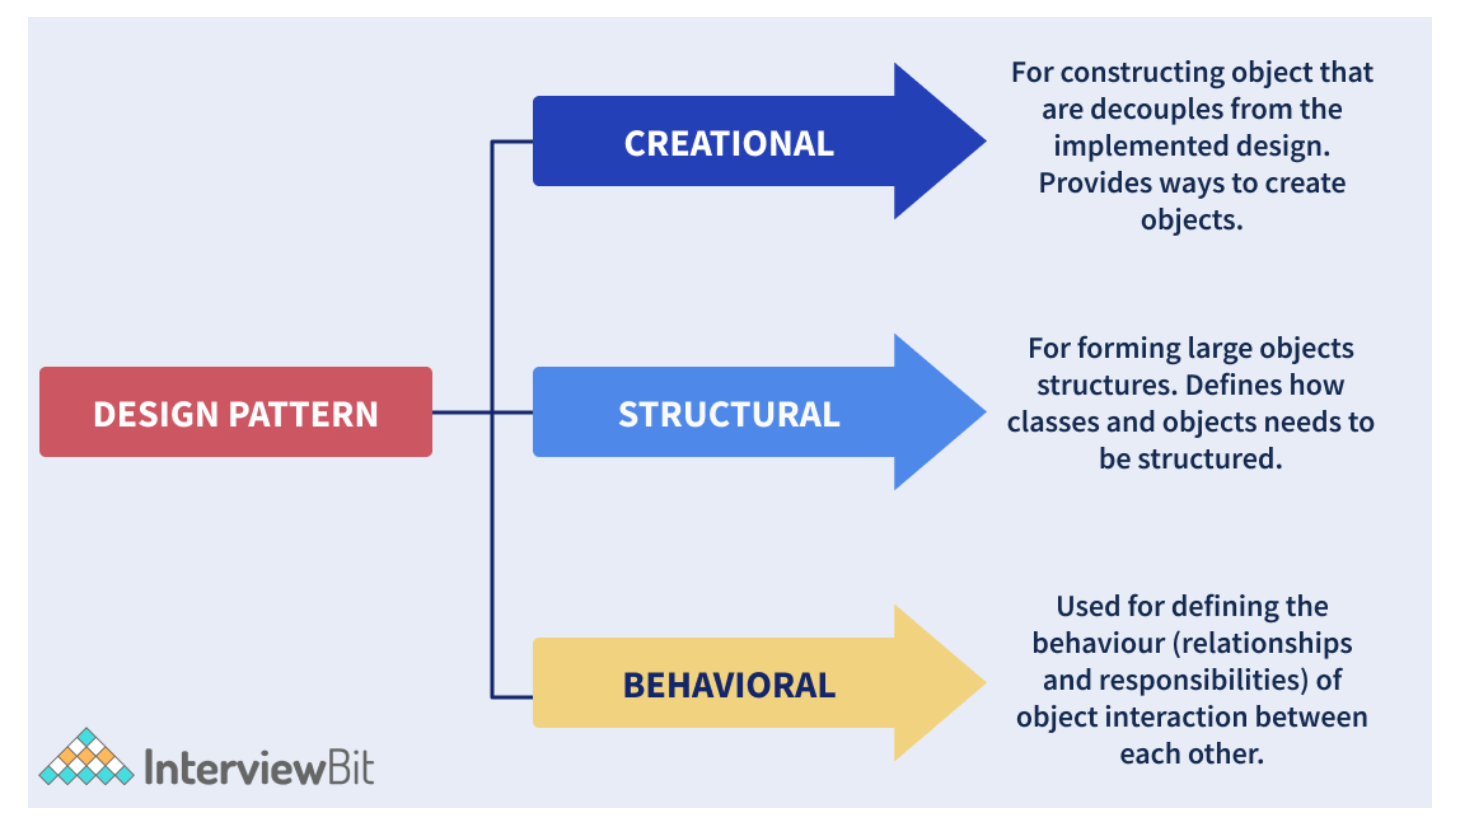 DESIGN PATTERN
CREATIONAL
For constructing object that
are decouples from the
implemented design.
Provides ways to create
objects.
STRUCTURAL
For forming large objects
structures. Defines how
classes and objects needs to
be structured.
BEHAVIORAL
Used for defining the
behaviour (relationships
and responsibilities) of
object interaction between
each other.
InterviewBit